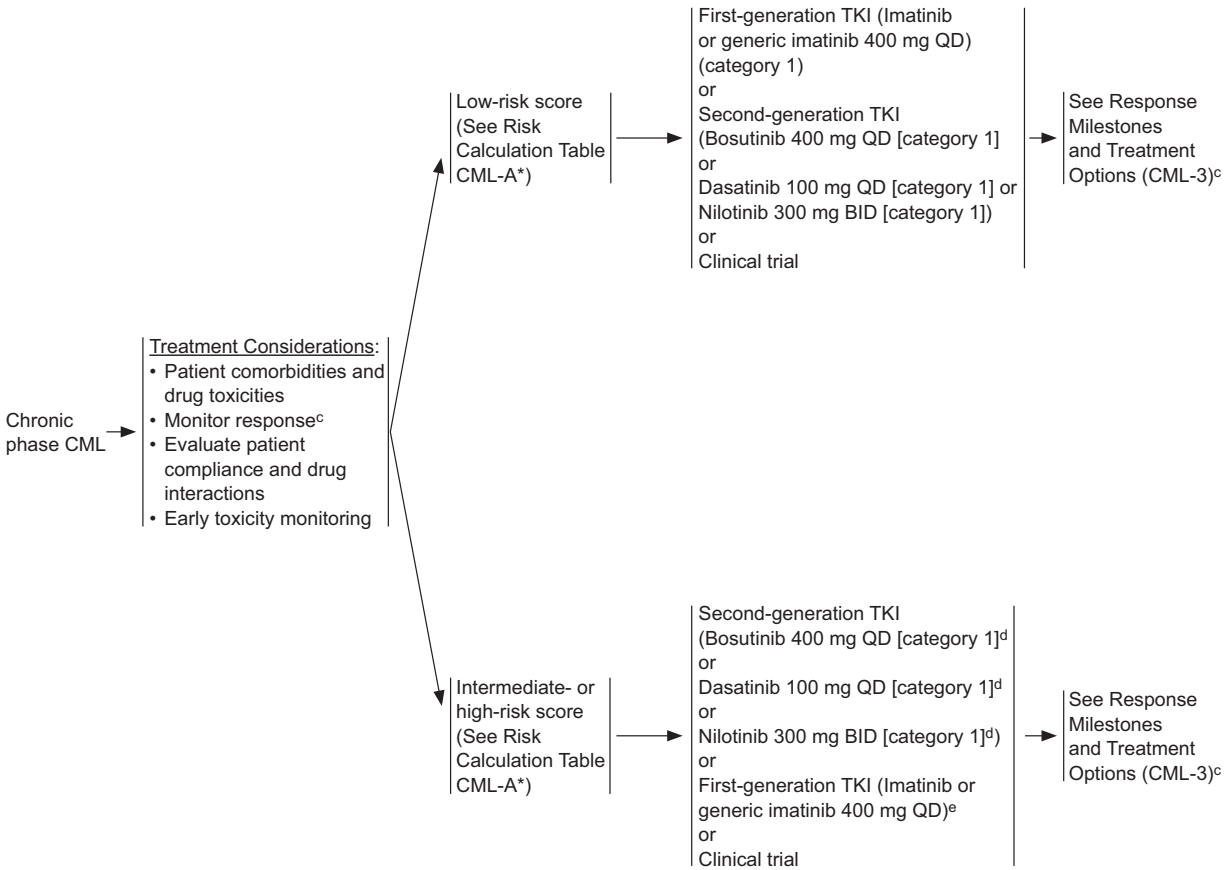 Chronic
phase CML
Treatment Considerations:
• Patient comorbidities and
drug toxicities
• Monitor responseᶜ
• Evaluate patient
compliance and drug
interactions
• Early toxicity monitoring
Low-risk score
(See Risk
Calculation Table
CML-A*)
First-generation TKI (Imatinib
or generic imatinib 400 mg QD)
(category 1)
or
Second-generation TKI
(Bosutinib 400 mg QD [category 1]
or
Dasatinib 100 mg QD [category 1] or
Nilotinib 300 mg BID [category 1])
or
Clinical trial
See Response
Milestones
and Treatment
Options (CML-3)ᶜ
Intermediate- or
high-risk score
(See Risk
Calculation Table
CML-A*)
Second-generation TKI
(Bosutinib 400 mg QD [category 1]ᵈ
or
Dasatinib 100 mg QD [category 1]ᵈ
or
Nilotinib 300 mg BID [category 1]ᵈ)
or
First-generation TKI (Imatinib or
generic imatinib 400 mg QD)ᵉ
or
Clinical trial
See Response
Milestones
and Treatment
Options (CML-3)ᶜ